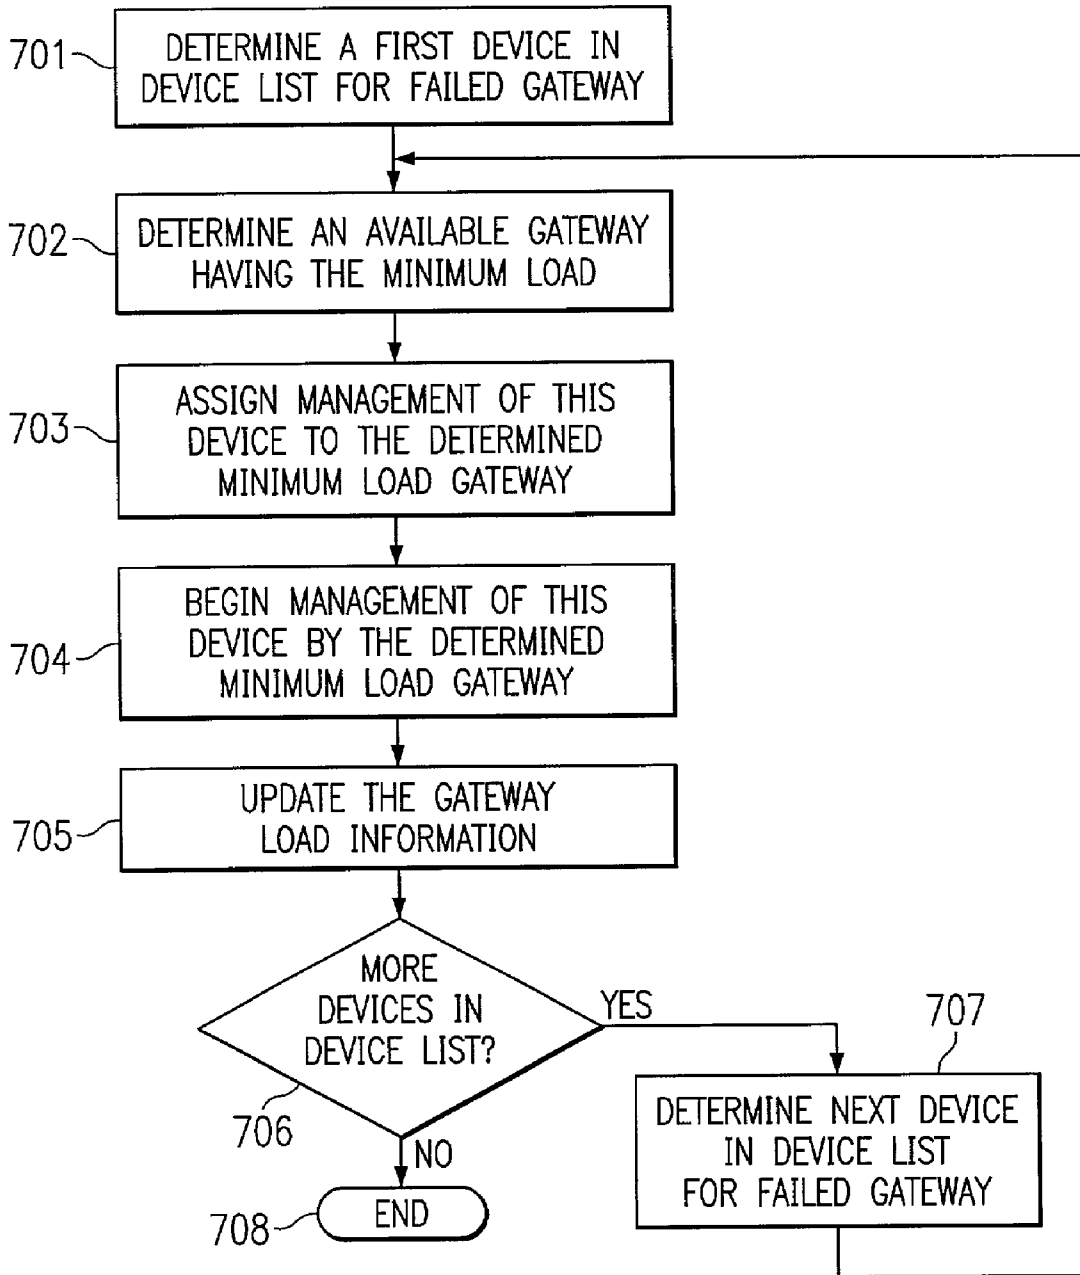 701
DETERMINE A FIRST DEVICE IN
DEVICE LIST FOR FAILED GATEWAY
702
DETERMINE AN AVAILABLE GATEWAY
HAVING THE MINIMUM LOAD
703
ASSIGN MANAGEMENT OF THIS
DEVICE TO THE DETERMINED
MINIMUM LOAD GATEWAY
704
BEGIN MANAGEMENT OF THIS
DEVICE BY THE DETERMINED
MINIMUM LOAD GATEWAY
705
UPDATE THE GATEWAY
LOAD INFORMATION
706
MORE
DEVICES IN
DEVICE LIST?
YES
707
DETERMINE NEXT DEVICE
IN DEVICE LIST
FOR FAILED GATEWAY
NO
708
END